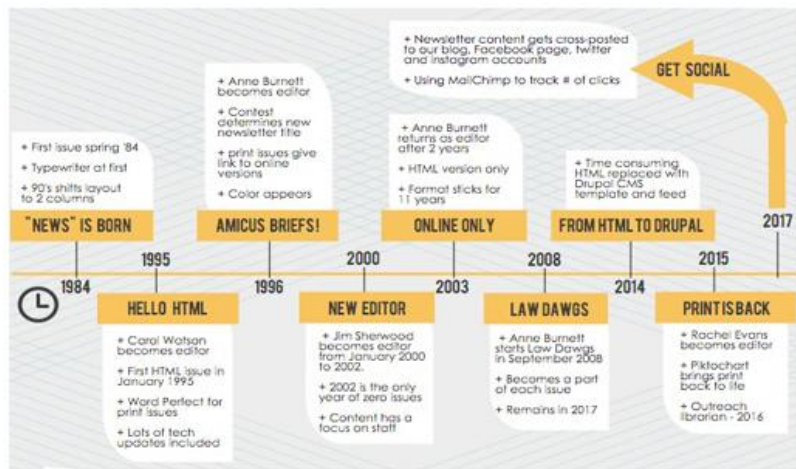 + Newsletter content gets cross-posted
to our blog, Facebook page, twitter
and instagram accounts
+ Using MailChimp to track # of clicks
GET SOCIAL
+ First issue spring '84
+ Typewriter at first
+ 90's shifts layout
to 2 columns
"NEWS" IS BORN
+ Anne Burnett
becomes editor
+ Contest
determines new
newsletter title
+ print issues give
link to online
versions
+ Color appears
AMICUS BRIEFS!
+ Anne Burnett
returns as editor
after 2 years
+ HTML version only
+ Format sticks for
11 years
ONLINE ONLY
+ Time consuming
HTML replaced with
Drupal CMS
template and feed
FROM HTML TO DRUPAL
2017
1995
2000
2008
2015
1984
1996
2003
2014
HELLO HTML
+ Carol Watson
becomes editor
+ First HTML issue in
January 1995
+ Word Perfect for
print issues
+ Lots of tech
updates included
NEW EDITOR
+ Jim Sherwood
becomes editor
from January 2000
to 2002.
+ 2002 is the only
year of zero issues
+ Content has a
focus on staff
LAW DAWGS
+ Anne Burnett
starts Law Dawgs
in September 2008
+ Becomes a part
of each issue
+ Remains in 2017
PRINT IS BACK
+ Rachel Evans
becomes editor
+ Piktochart
brings print
back to life
+ Outreach
librarian - 2016